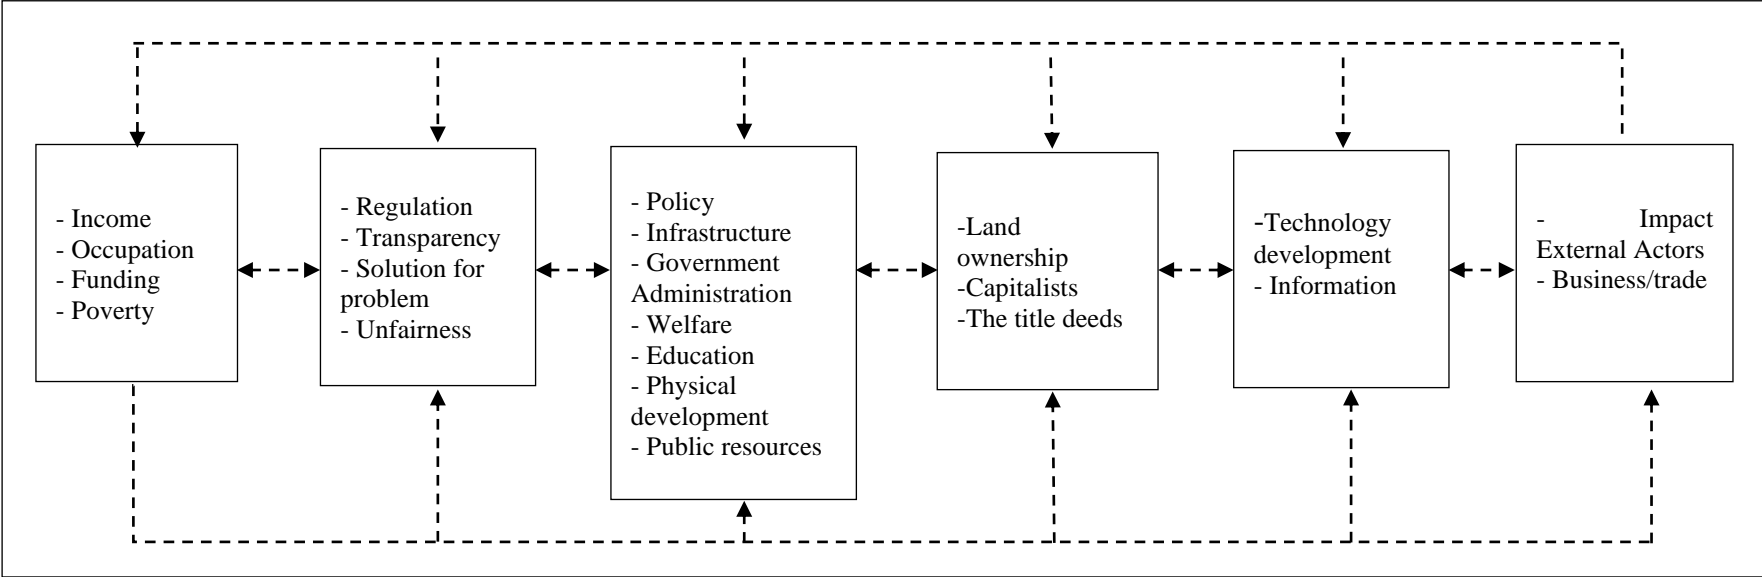 - Income
- Occupation
- Funding
- Poverty
- Regulation
- Transparency
- Solution for
problem
- Unfairness
- Policy
- Infrastructure
- Government
Administration
- Welfare
- Education
- Physical
development
- Public resources
-Land
ownership
-Capitalists
-The title deeds
-Technology
development
- Information
- Impact
External Actors
- Business/trade